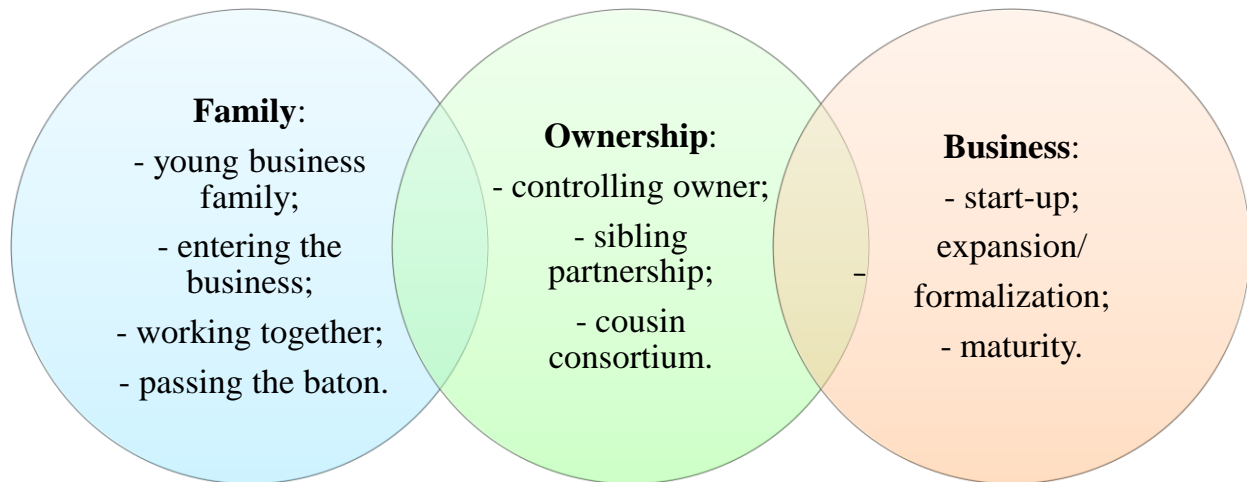 Family:
- young business
family;
- entering the
business;
- working together;
- passing the baton.
Ownership:
- controlling owner;
- sibling
partnership;
- cousin
consortium.
Business:
- start-up;
expansion/
-
formalization;
- maturity.